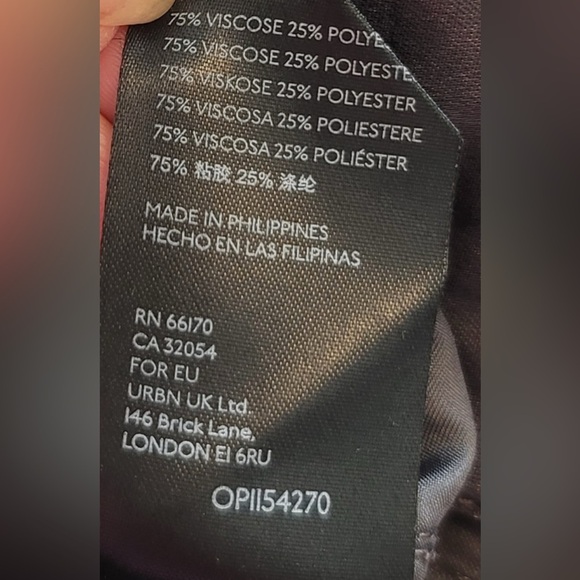 75% VISCOSE 25% POLYE
75% VISCOSE 25% POLYESTE
75% VISKOSE 25% POLYESTER
75% VISCOSA 25% POLIESTERE
75% VISCOSA 25% POLIÉSTER
75% 粘胶 25% 涤纶
MADE IN PHILIPPINES
HECHO EN LAS FILIPINAS
RN 66170
CA 32054
FOR EU
URBN UK Ltd.
146 Brick Lane,
LONDON E1 6RU
OP1154270